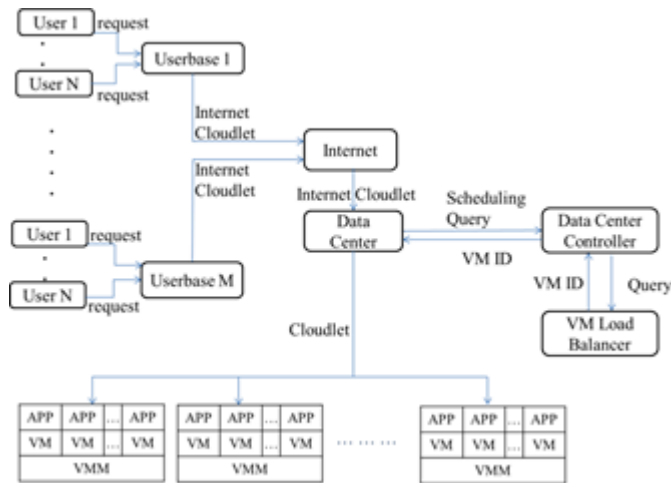 User 1
request
Userbase 1
User N
request
Internet
Cloudlet
Internet
Internet
Cloudlet
Internet Cloudlet
Scheduling
Query
User 1
request
Data
Center
Data Center
Controller
VM ID
Userbase M
User N
request
VM ID
Query
VM Load
Balancer
Cloudlet
APP APP ... APP
VM VM ... VM
VMM
APP APP ... APP
VM VM ... VM
VMM
... ... ...
APP APP ... APP
VM VM ... VM
VMM